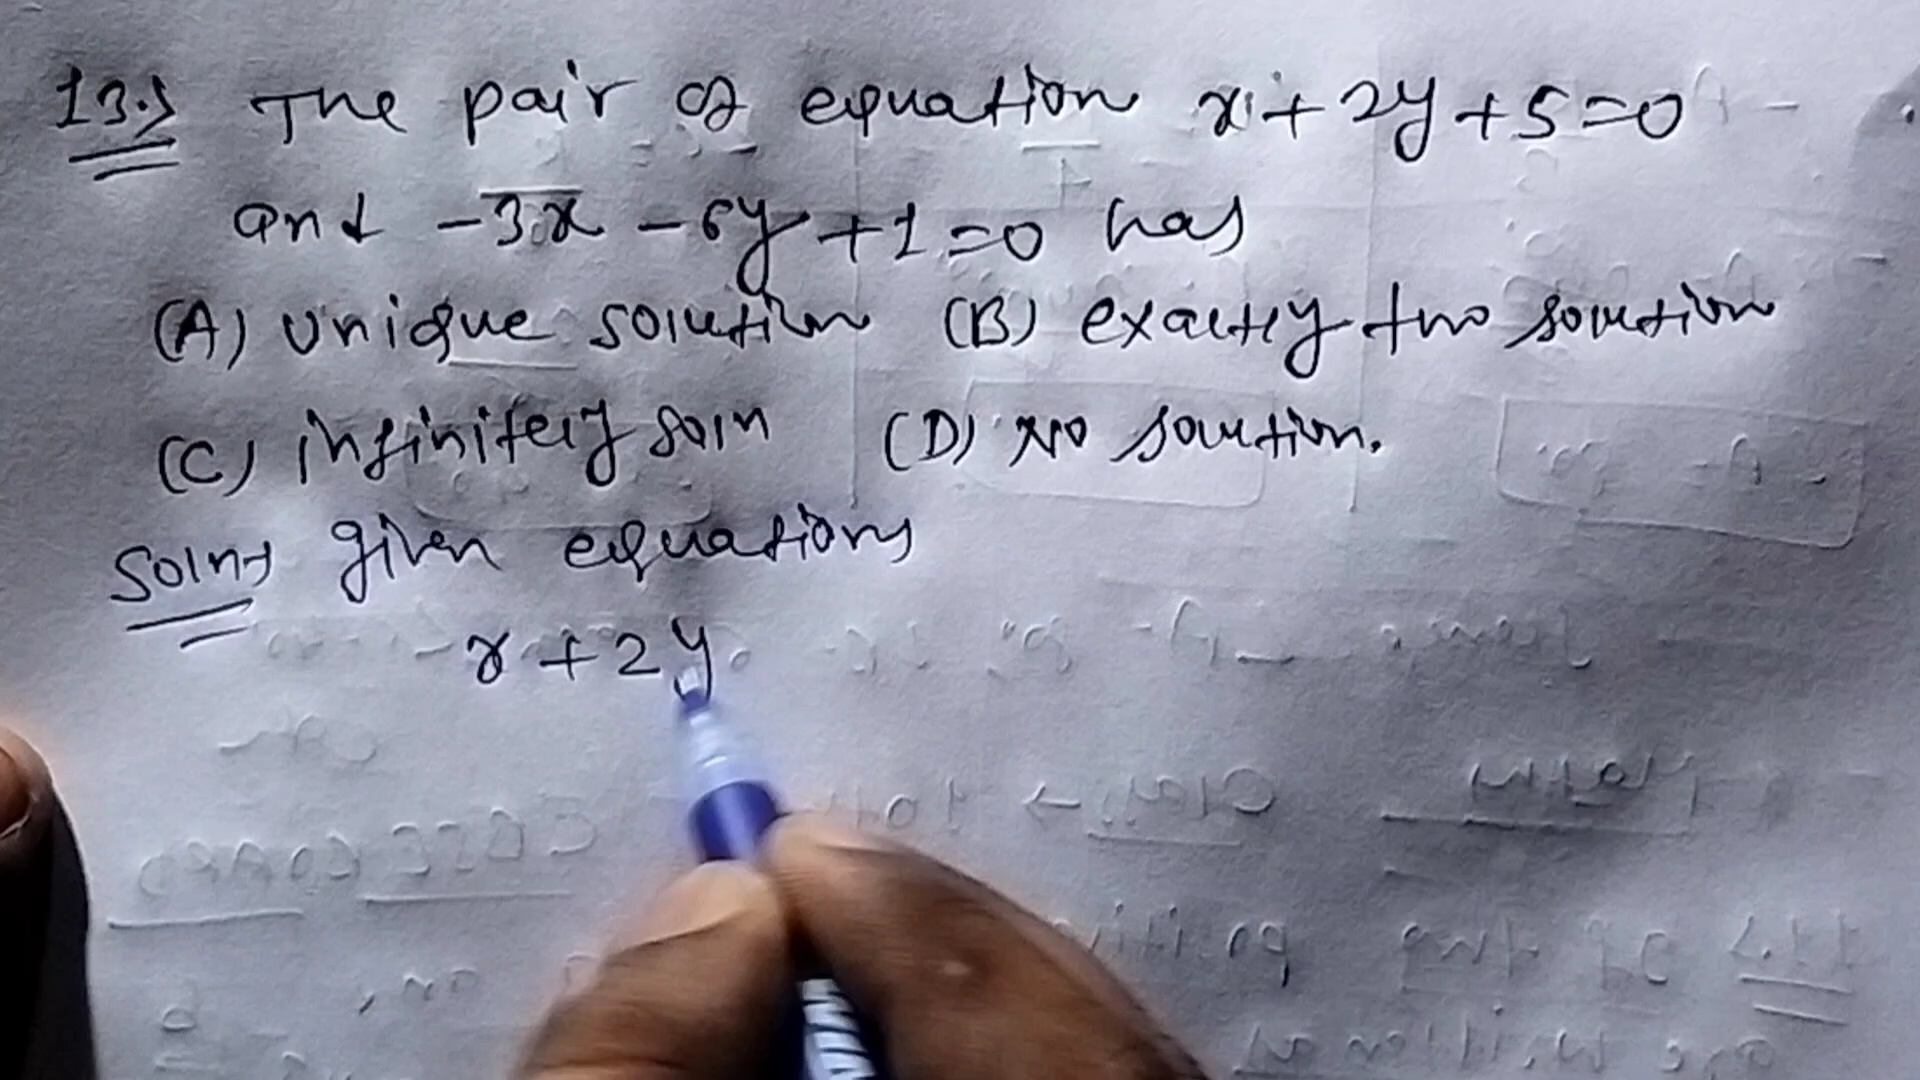 13.> The pair of equation x + 2y + 5 = 0
and -3x - 6y + 1 = 0 has
(A) unique solution (B) exactly two solution
(C) infinitely soln (D) No solution.
Soln> given equations
x + 2y